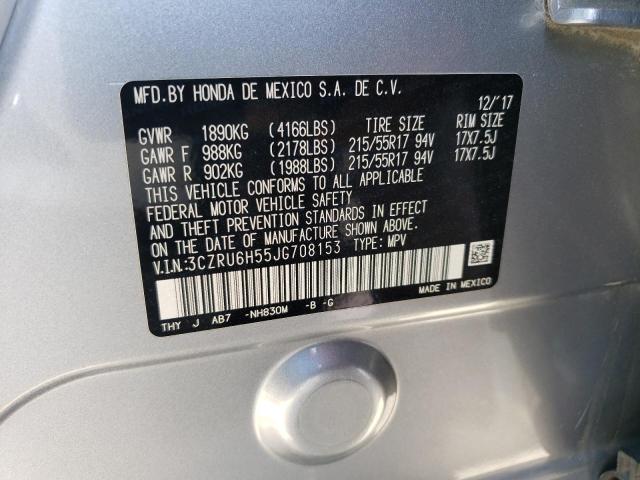 MFD.BY HONDA DE MEXICO S.A. DE C.V.
12/'17
GVWR 1890KG (4166LBS) TIRE SIZE RIM SIZE
GAWR F 988KG (2178LBS) 215/55R17 94V 17X7.5J
GAWR R 902KG (1988LBS) 215/55R17 94V 17X7.5J
THIS VEHICLE CONFORMS TO ALL APPLICABLE
FEDERAL MOTOR VEHICLE SAFETY
AND THEFT PREVENTION STANDARDS IN EFFECT
ON THE DATE OF MANUFACTURE SHOWN ABOVE.
V.I.N:3CZRU6H55JG708153 TYPE: MPV
THY J AB7 -NH830M -B -G MADE IN MEXICO